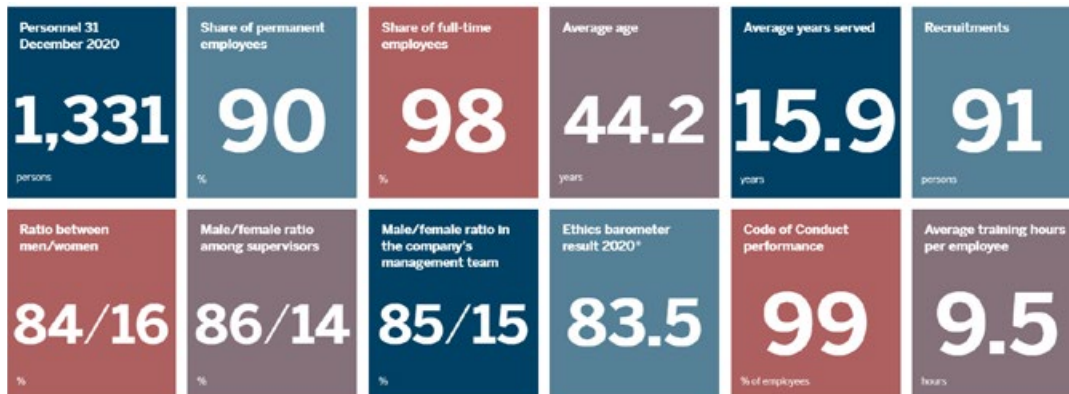 Personnel 31
December 2020
1,331
persons
Share of permanent
employees
90
%
Share of full-time
employees
98
%
Average age
44.2
years
Average years served
15.9
years
Recruitments
91
persons
Ratio between
men/women
84/16
%
Male/female ratio
among supervisors
86/14
%
Male/female ratio in
the company's
management team
85/15
%
Ethics barometer
result 2020*
83.5
Code of Conduct
performance
99
% of employees
Average training hours
per employee
9.5
hours